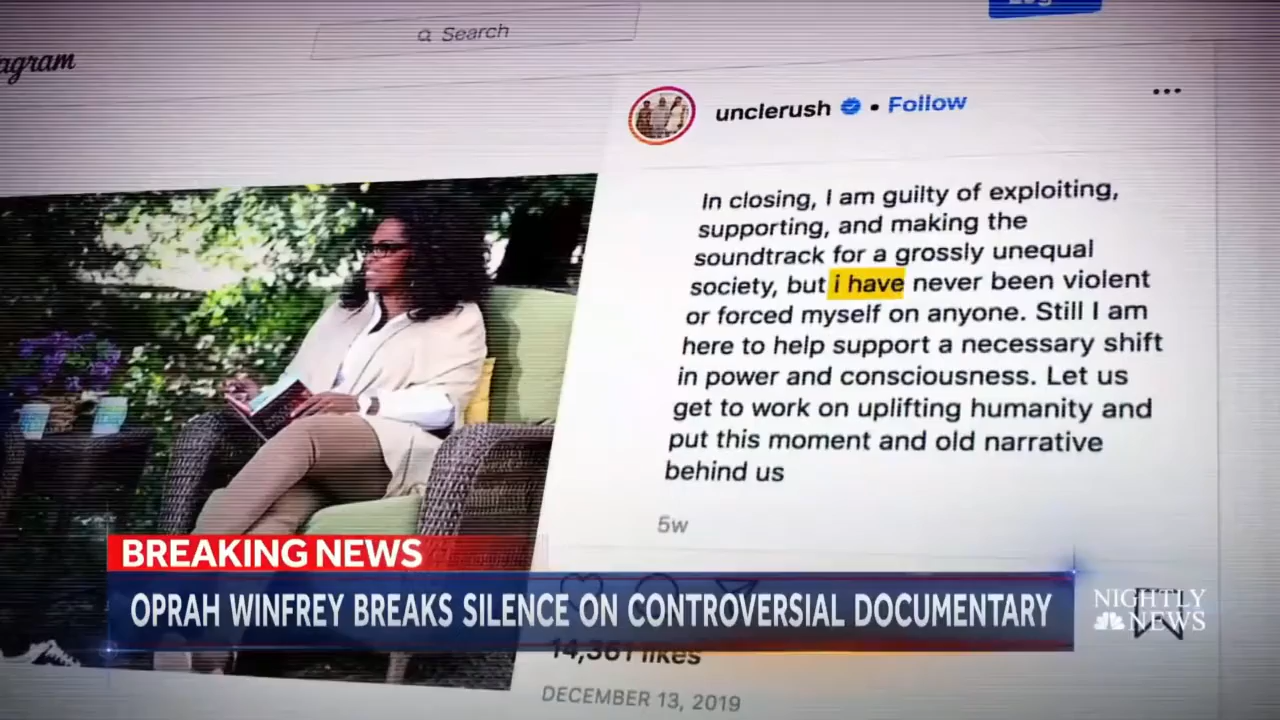 Search
agram
unclerush • Follow
In closing, I am guilty of exploiting,
supporting, and making the
soundtrack for a grossly unequal
society, but i have never been violent
or forced myself on anyone. Still I am
here to help support a necessary shift
in power and consciousness. Let us
get to work on uplifting humanity and
put this moment and old narrative
behind us
5w
BREAKING NEWS
OPRAH WINFREY BREAKS SILENCE ON CONTROVERSIAL DOCUMENTARY
NIGHTLY
NEWS
14,361 likes
DECEMBER 13, 2019